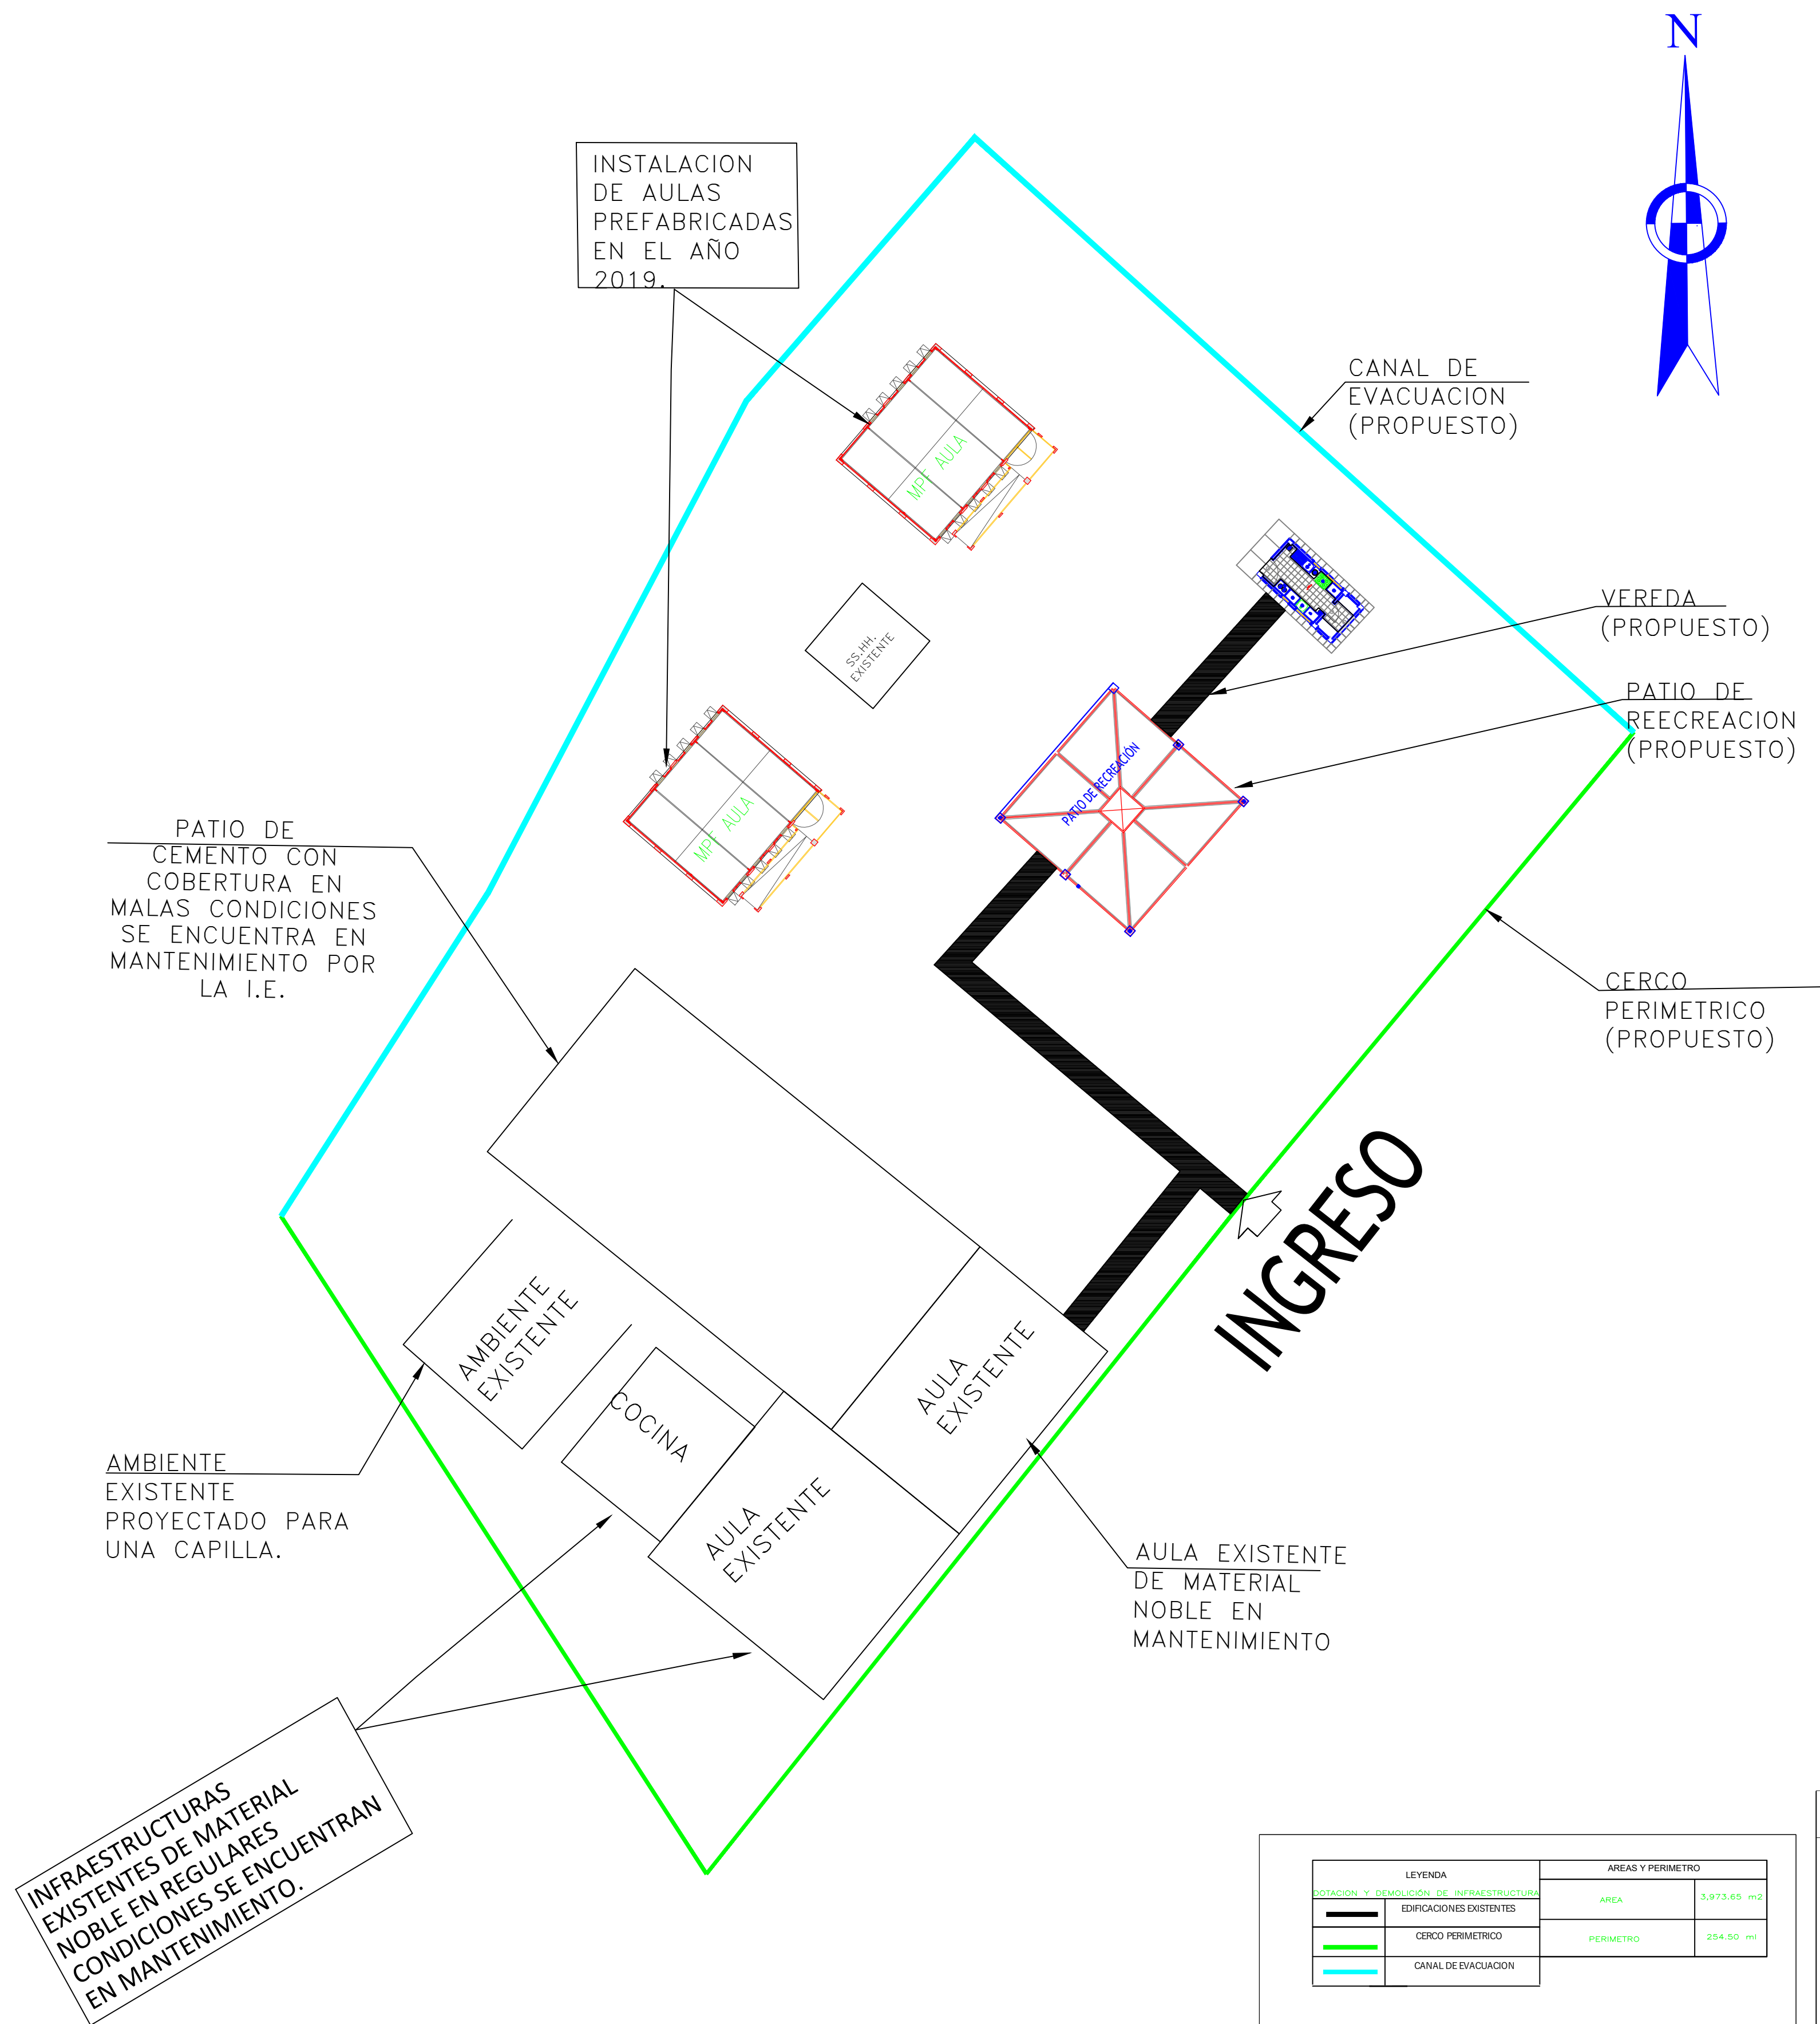 N
INSTALACION
DE AULAS
PREFABRICADAS
EN EL AÑO
2019.
CANAL DE
EVACUACION
(PROPUESTO)
MPF AULA
VEREDA
(PROPUESTO)
SS.HH.
EXISTENTE
PATIO DE
REECREACION
(PROPUESTO)
PATIO DE RECREACIÓN
MPF AULA
PATIO DE
CEMENTO CON
COBERTURA EN
MALAS CONDICIONES
SE ENCUENTRA EN
MANTENIMIENTO POR
LA I.E.
CERCO
PERIMETRICO
(PROPUESTO)
INGRESO
AMBIENTE
EXISTENTE
COCINA
AULA
EXISTENTE
AULA
EXISTENTE
AMBIENTE
EXISTENTE
PROYECTADO PARA
UNA CAPILLA.
AULA EXISTENTE
DE MATERIAL
NOBLE EN
MANTENIMIENTO
INFRAESTRUCTURAS
EXISTENTES DE MATERIAL
NOBLE EN REGULARES
CONDICIONES SE ENCUENTRAN
EN MANTENIMIENTO.
LEYENDA
DOTACION Y DEMOLICIÓN DE INFRAESTRUCTURA
EDIFICACIONES EXISTENTES
CERCO PERIMETRICO
CANAL DE EVACUACION
AREAS Y PERIMETRO
AREA 3,973.65 m2
PERIMETRO 254.50 ml